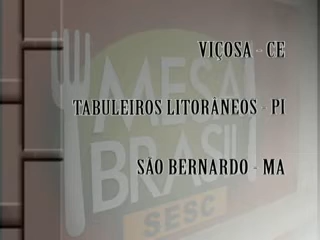 VIÇOSA - CE
TABULEIROS LITORÂNEOS - PI
MESA
BRASIL
SÃO BERNARDO - MA
SESC